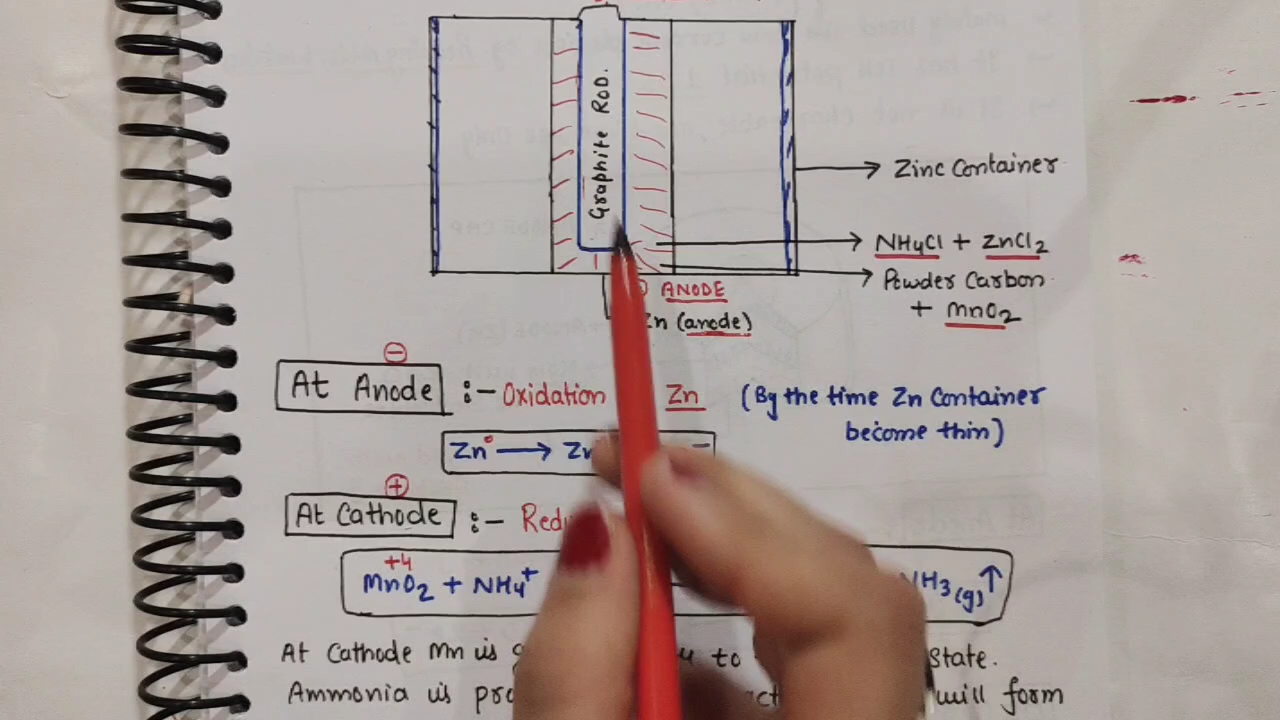 Graphite ROD.
Zinc Container
NH4Cl + ZnCl2
Powder Carbon
+ MnO2
ANODE
Zn (anode)
⊖
At Anode :- Oxidation Zn (By the time Zn Container
become thin)
Zn° → Zn
⊕
At Cathode :-
+4
MnO2 + NH4+ NH3(g)↑
At Cathode Mn is to state.
Ammonia is will form